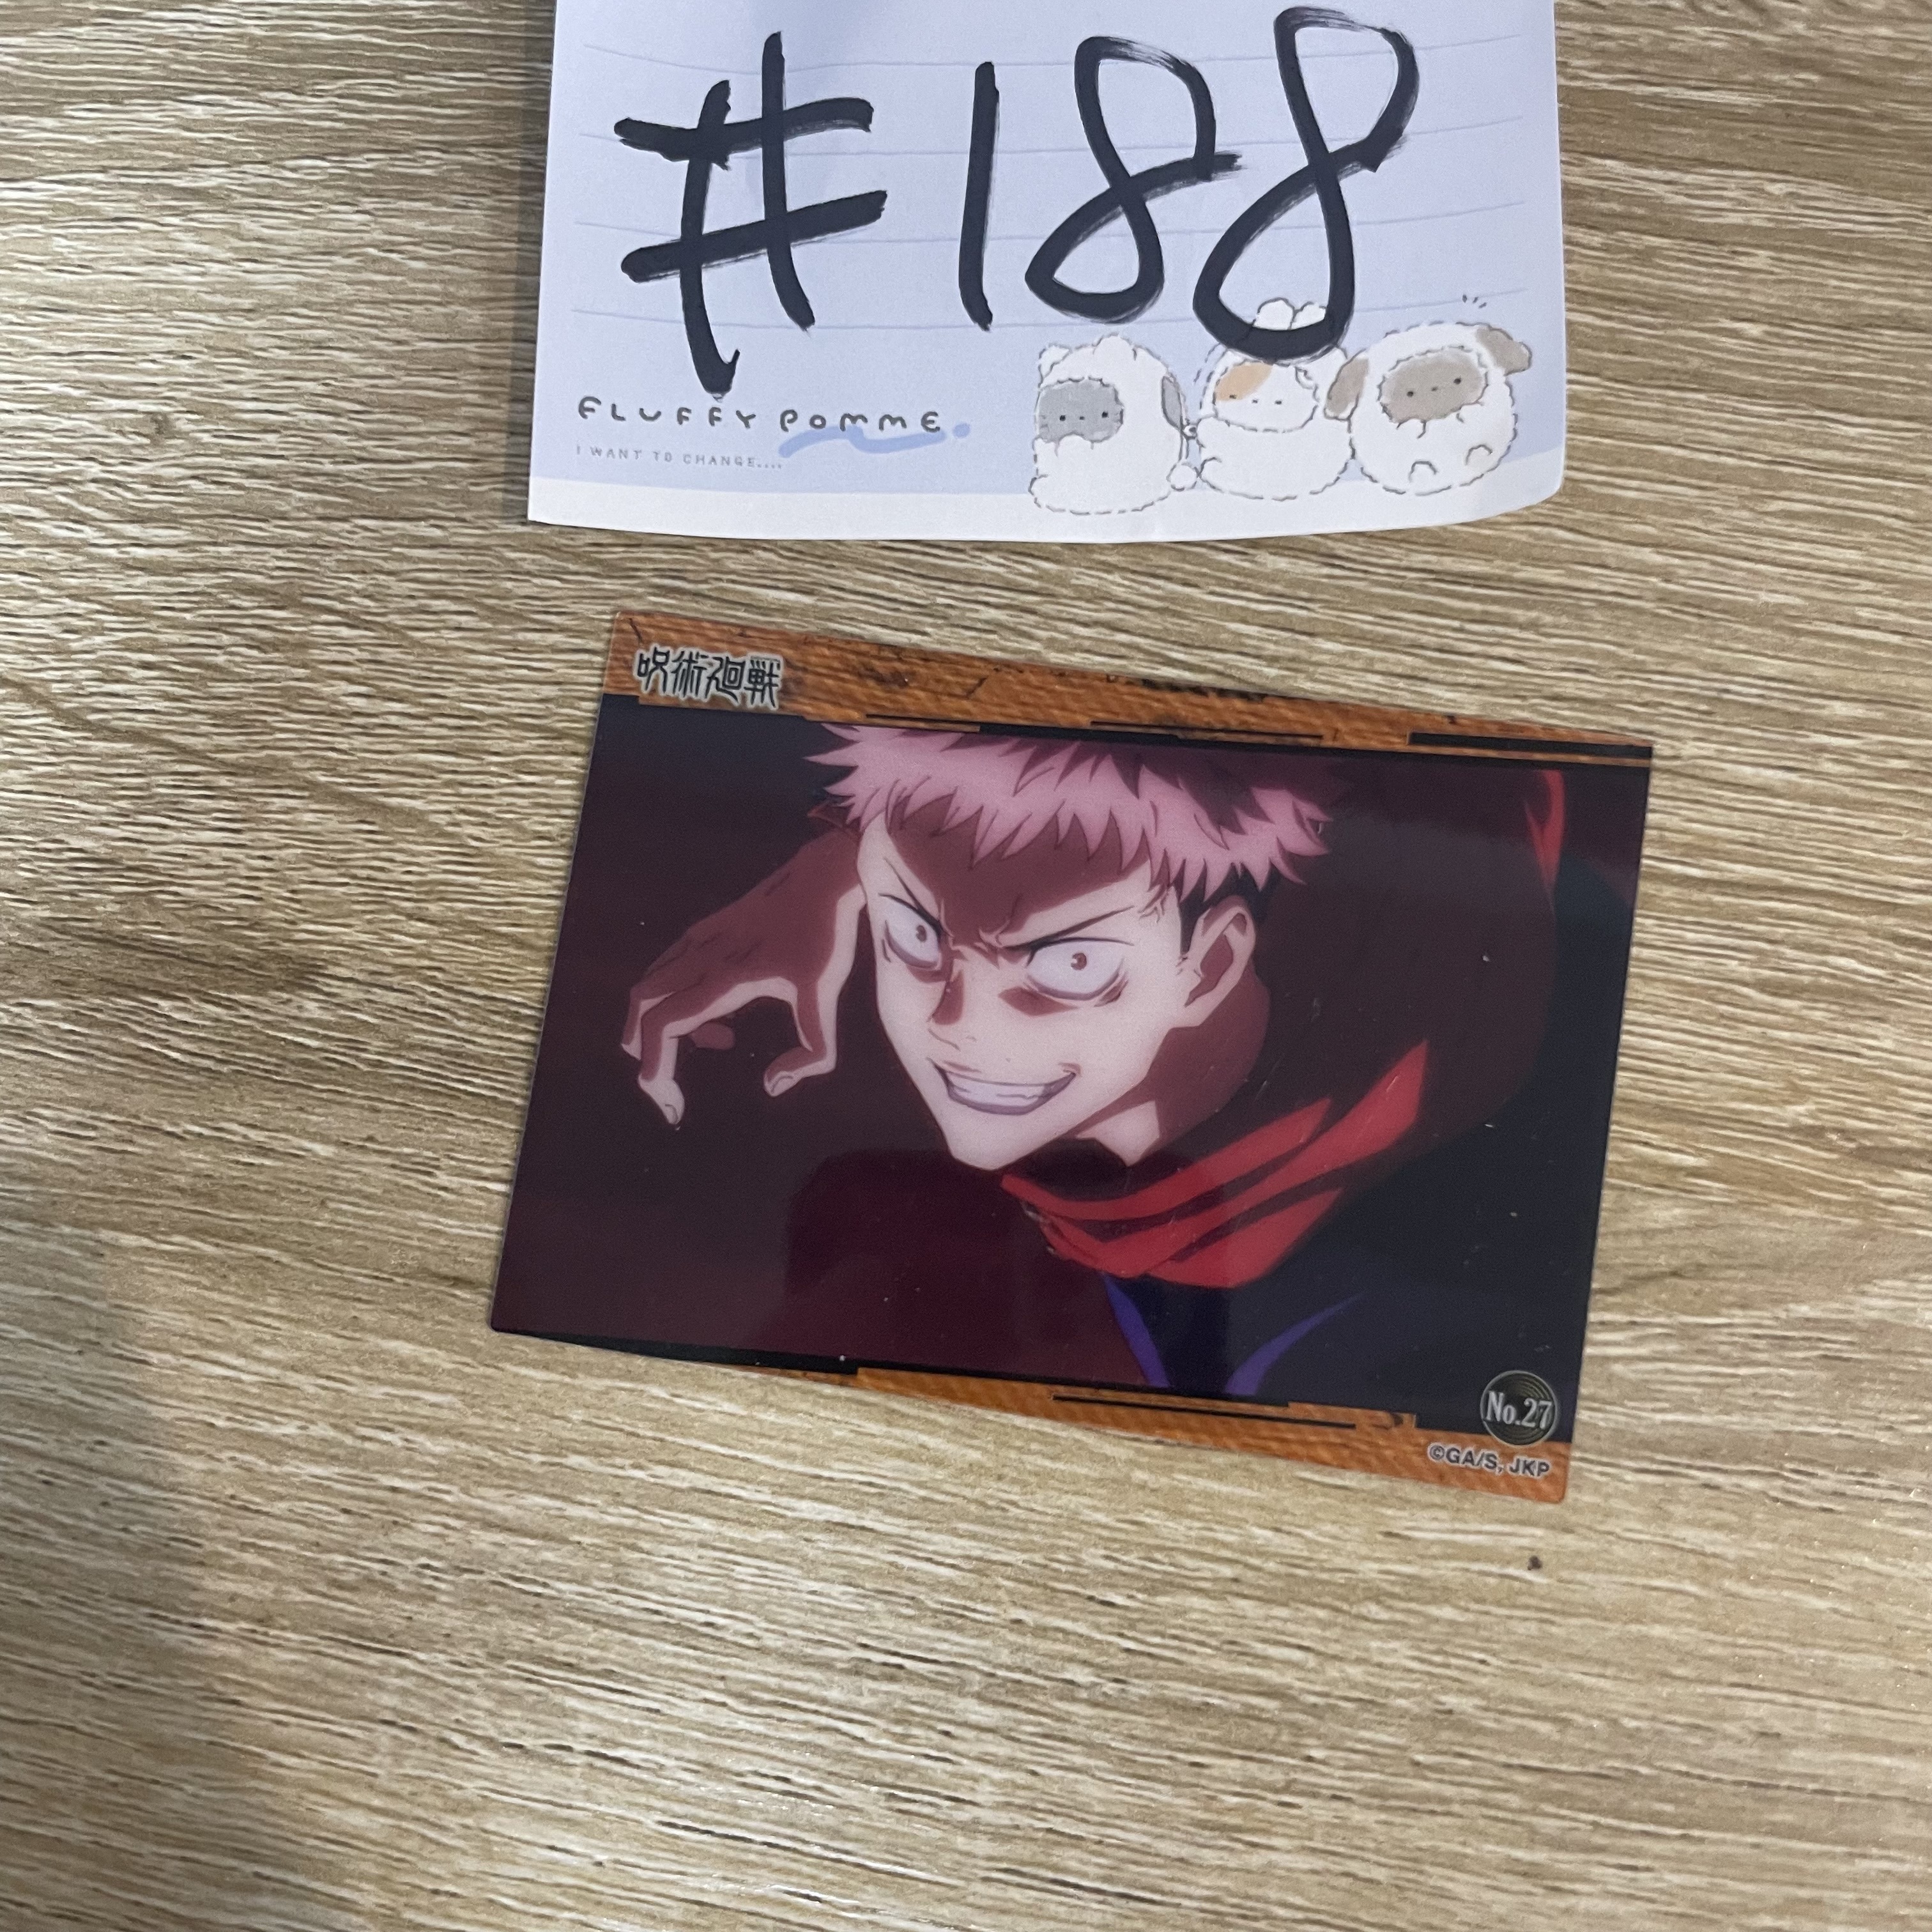 #188
FLUFFY POMME
I WANT TO CHANGE....
呪術廻戦
No.27
©GA/S, JKP